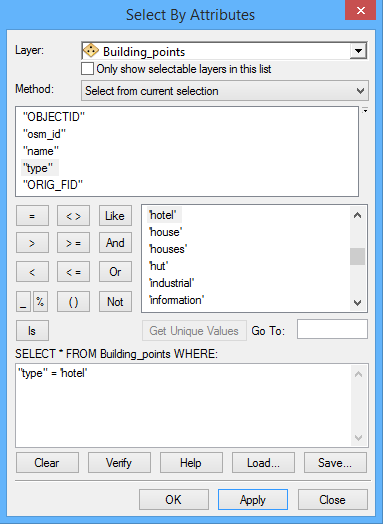 Select By Attributes
Layer: Building_points
Only show selectable layers in this list
Method: Select from current selection
"OBJECTID"
"osm_id"
"name"
"type"
"ORIG_FID"
= < > Like
> > = And
< < = Or
_ % ( ) Not
Is
'hotel'
'house'
'houses'
'hut'
'industrial'
'information'
Get Unique Values Go To:
SELECT * FROM Building_points WHERE:
"type" = 'hotel'
Clear Verify Help Load... Save...
OK Apply Close